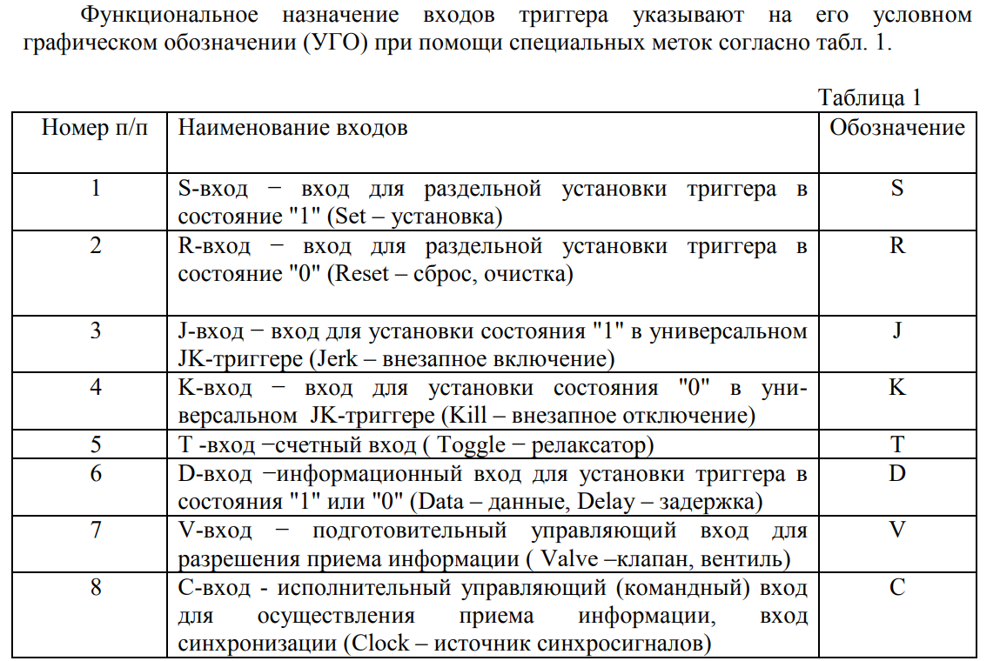 Функциональное назначение входов триггера указывают на его условном
графическом обозначении (УГО) при помощи специальных меток согласно табл. 1.
Таблица 1
Номер п/п Наименование входов Обозначение
1 S-вход − вход для раздельной установки триггера в S
состояние "1" (Set – установка)
2 R-вход − вход для раздельной установки триггера в R
состояние "0" (Reset – сброс, очистка)
3 J-вход − вход для установки состояния "1" в универсальном J
JK-триггере (Jerk – внезапное включение)
4 K-вход − вход для установки состояния "0" в уни- K
версальном JK-триггере (Kill – внезапное отключение)
5 T -вход −счетный вход ( Toggle − релаксатор) T
6 D-вход −информационный вход для установки триггера в D
состояния "1" или "0" (Data – данные, Delay – задержка)
7 V-вход − подготовительный управляющий вход для V
разрешения приема информации ( Valve –клапан, вентиль)
8 C-вход - исполнительный управляющий (командный) вход C
для осуществления приема информации, вход
синхронизации (Clock – источник синхросигналов)